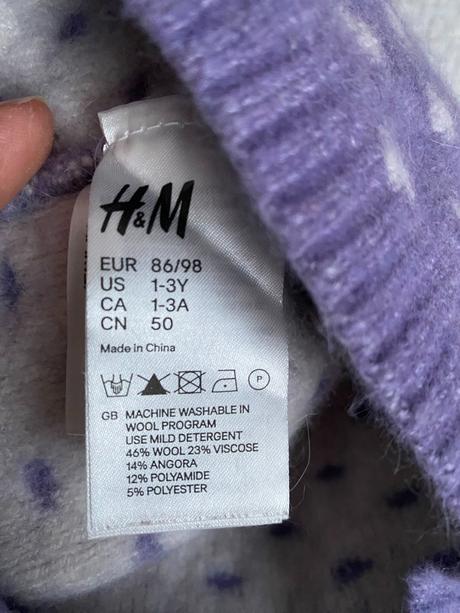 H&M
EUR 86/98
US 1-3Y
CA 1-3A
CN 50
Made in China
P
GB MACHINE WASHABLE IN
WOOL PROGRAM
USE MILD DETERGENT
46% WOOL 23% VISCOSE
14% ANGORA
12% POLYAMIDE
5% POLYESTER